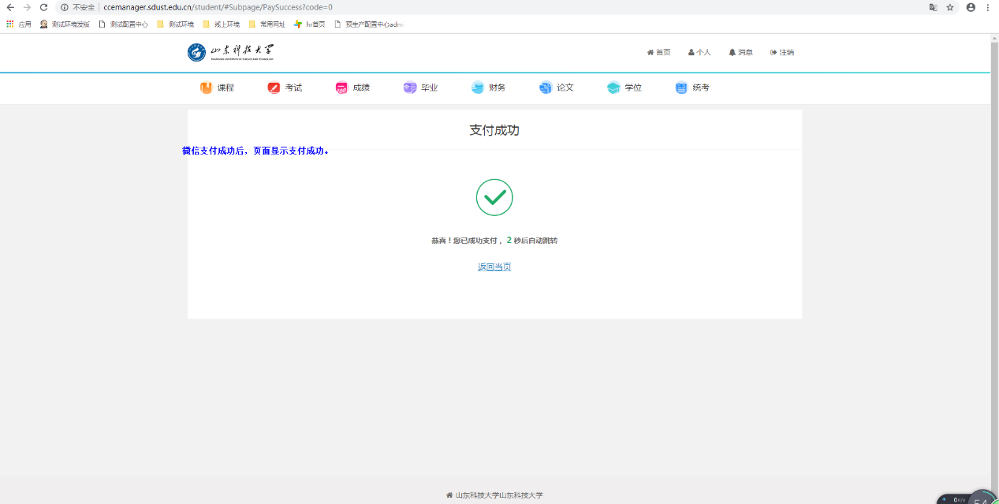 不安全 ccemanager.sdust.edu.cn/student/#Subpage/PaySuccess?code=0
应用 测试环境发版 测试配置中心 测试环境 线上环境 常用网址 hr首页 预生产配置中心adm
山东科技大学
SHANDONG UNIVERSITY OF SCIENCE AND TECHNOLOGY
首页 个人 消息 注销
课程 考试 成绩 毕业 财务 论文 学位 统考
支付成功
微信支付成功后，页面显示支付成功。
恭喜！您已成功支付， 2 秒后自动跳转
返回当页
山东科技大学山东科技大学
0K/s